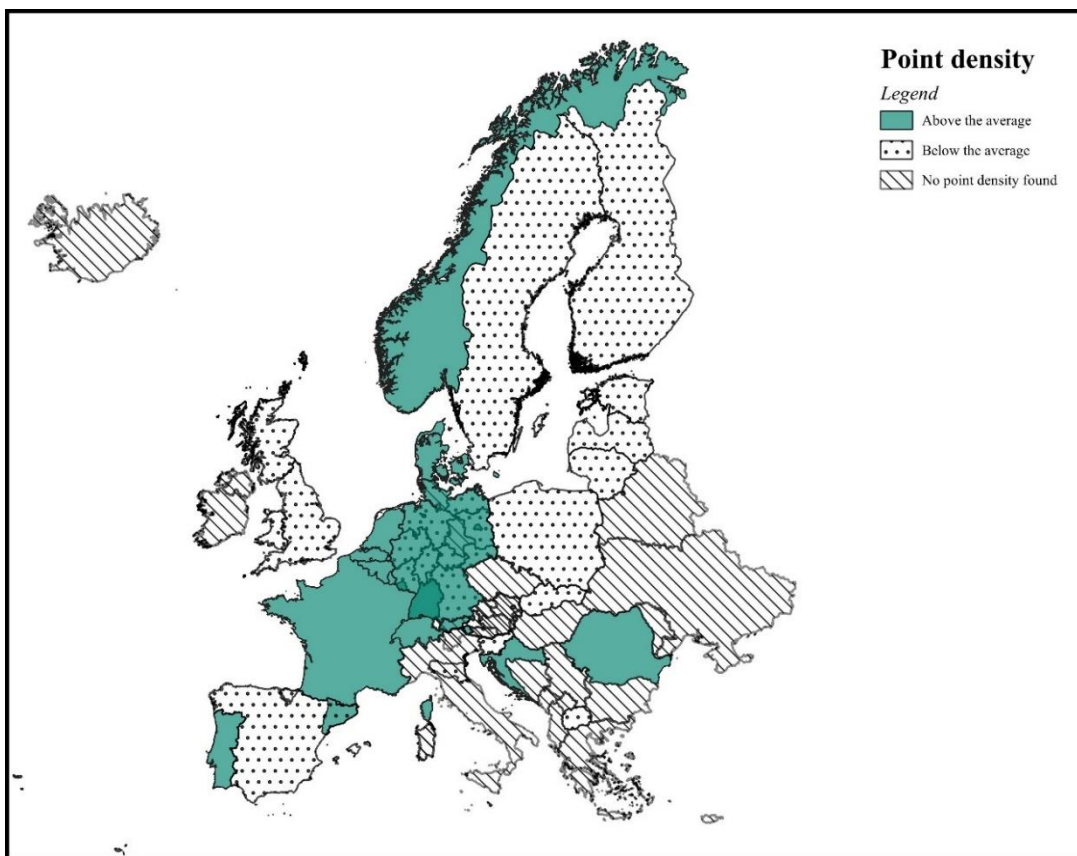 Point density
Legend
Above the average
Below the average
No point density found